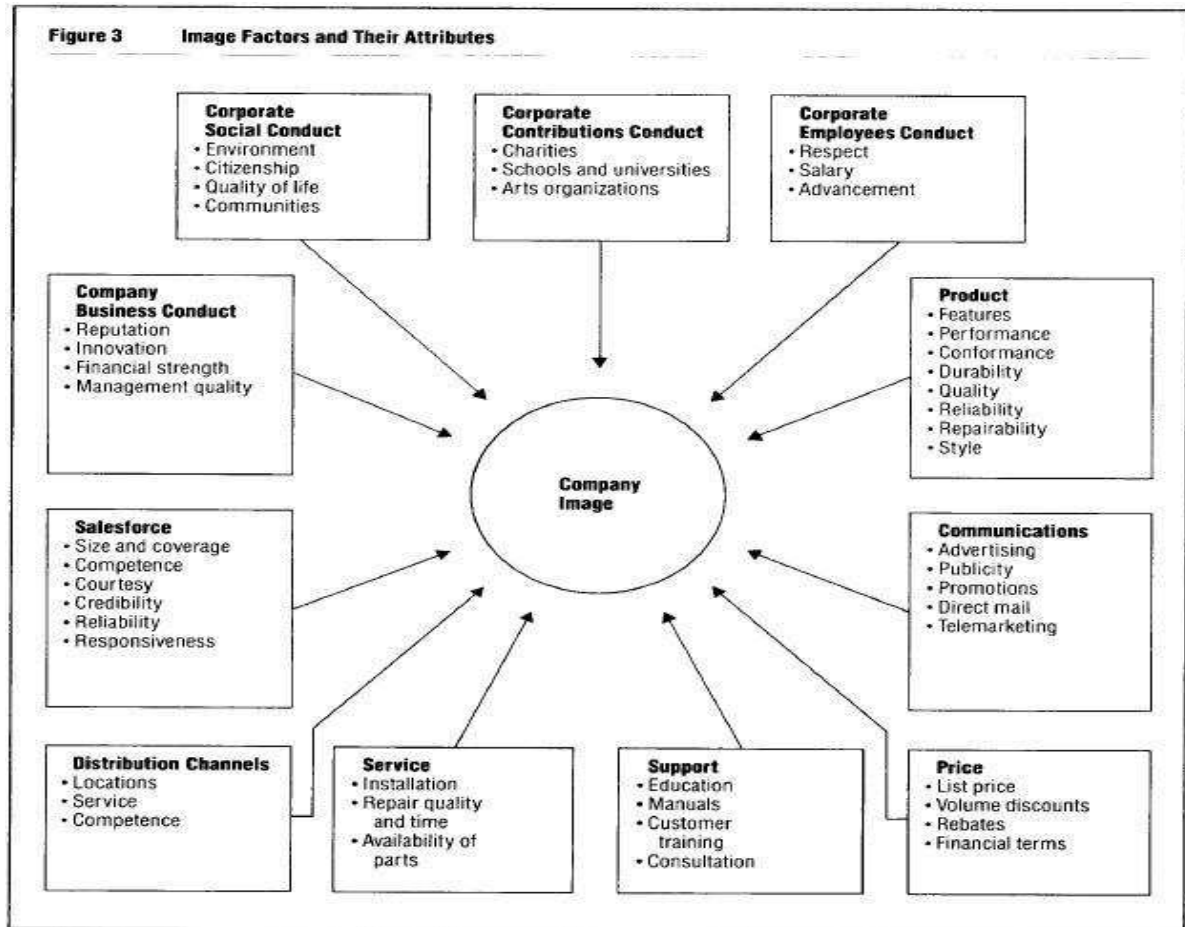 Figure 3 Image Factors and Their Attributes
Corporate
Social Conduct
• Environment
• Citizenship
• Quality of life
• Communities
Corporate
Contributions Conduct
• Charities
• Schools and universities
• Arts organizations
Corporate
Employees Conduct
• Respect
• Salary
• Advancement
Company
Business Conduct
• Reputation
• Innovation
• Financial strength
• Management quality
Product
• Features
• Performance
• Conformance
• Durability
• Quality
• Reliability
• Repairability
• Style
Company
Image
Salesforce
• Size and coverage
• Competence
• Courtesy
• Credibility
• Reliability
• Responsiveness
Communications
• Advertising
• Publicity
• Promotions
• Direct mail
• Telemarketing
Distribution Channels
• Locations
• Service
• Competence
Service
• Installation
• Repair quality
and time
• Availability of
parts
Support
• Education
• Manuals
• Customer
training
• Consultation
Price
• List price
• Volume discounts
• Rebates
• Financial terms